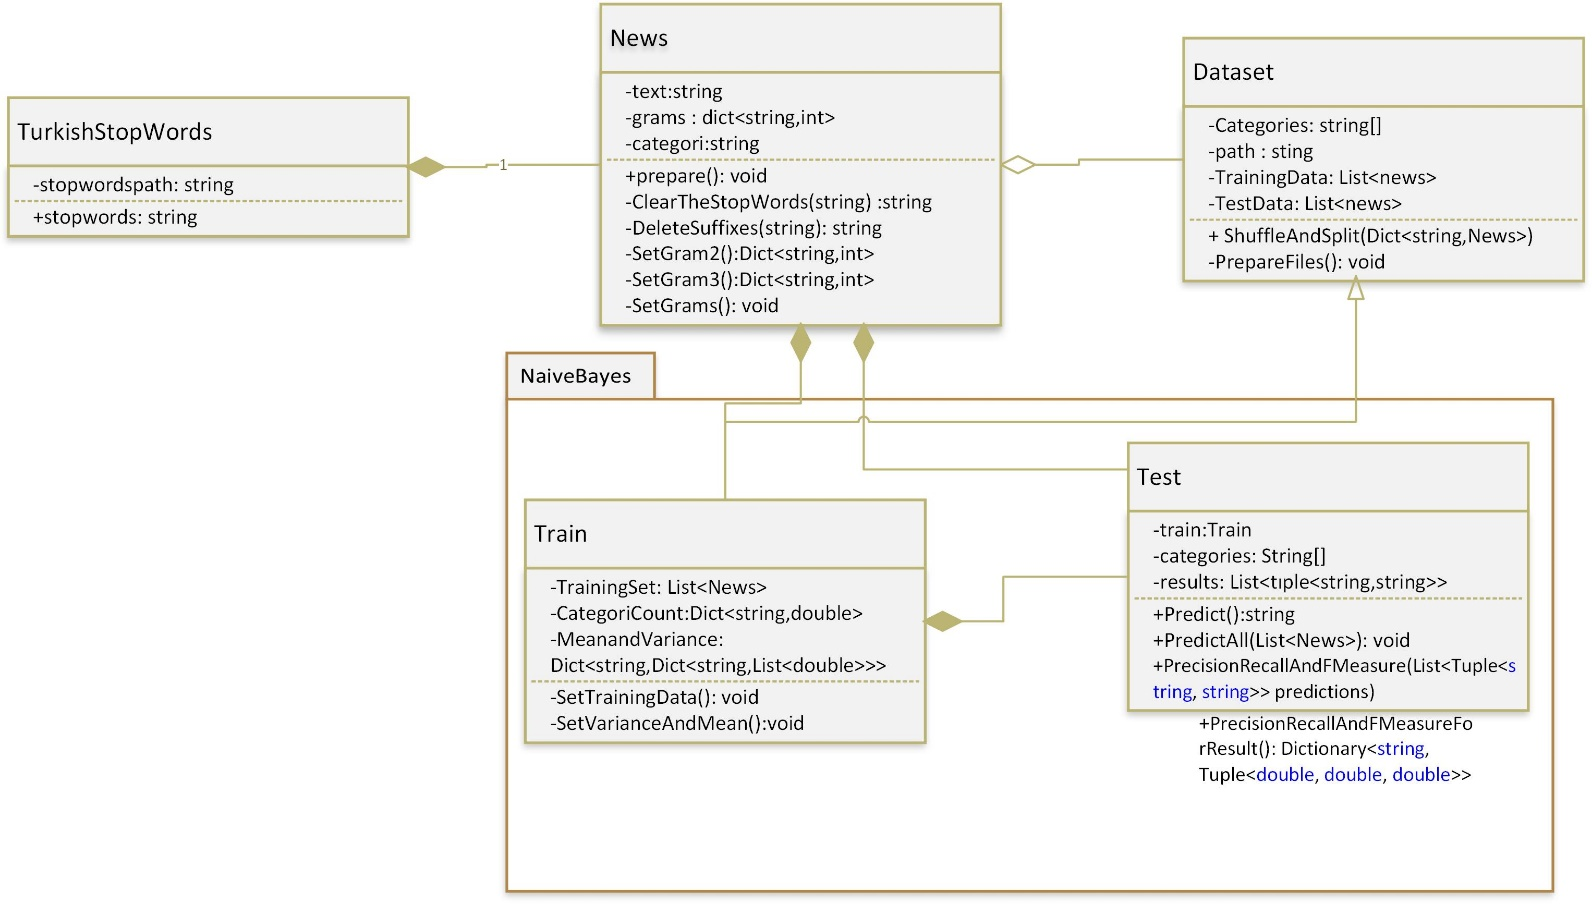 News
-text:string
-grams : dict<string,int>
-categori:string
+prepare(): void
-ClearTheStopWords(string) :string
-DeleteSuffixes(string): string
-SetGram2():Dict<string,int>
-SetGram3():Dict<string,int>
-SetGrams(): void
TurkishStopWords
-stopwordspath: string
+stopwords: string
1
Dataset
-Categories: string[]
-path : sting
-TrainingData: List<news>
-TestData: List<news>
+ ShuffleAndSplit(Dict<string,News>)
-PrepareFiles(): void
NaiveBayes
Train
-TrainingSet: List<News>
-CategoriCount:Dict<string,double>
-MeanandVariance:
Dict<string,Dict<string,List<double>>>
-SetTrainingData(): void
-SetVarianceAndMean():void
Test
-train:Train
-categories: String[]
-results: List<tıple<string,string>>
+Predict():string
+PredictAll(List<News>): void
+PrecisionRecallAndFMeasure(List<Tuple<s
tring, string>> predictions)
+PrecisionRecallAndFMeasureFo
rResult(): Dictionary<string,
Tuple<double, double, double>>